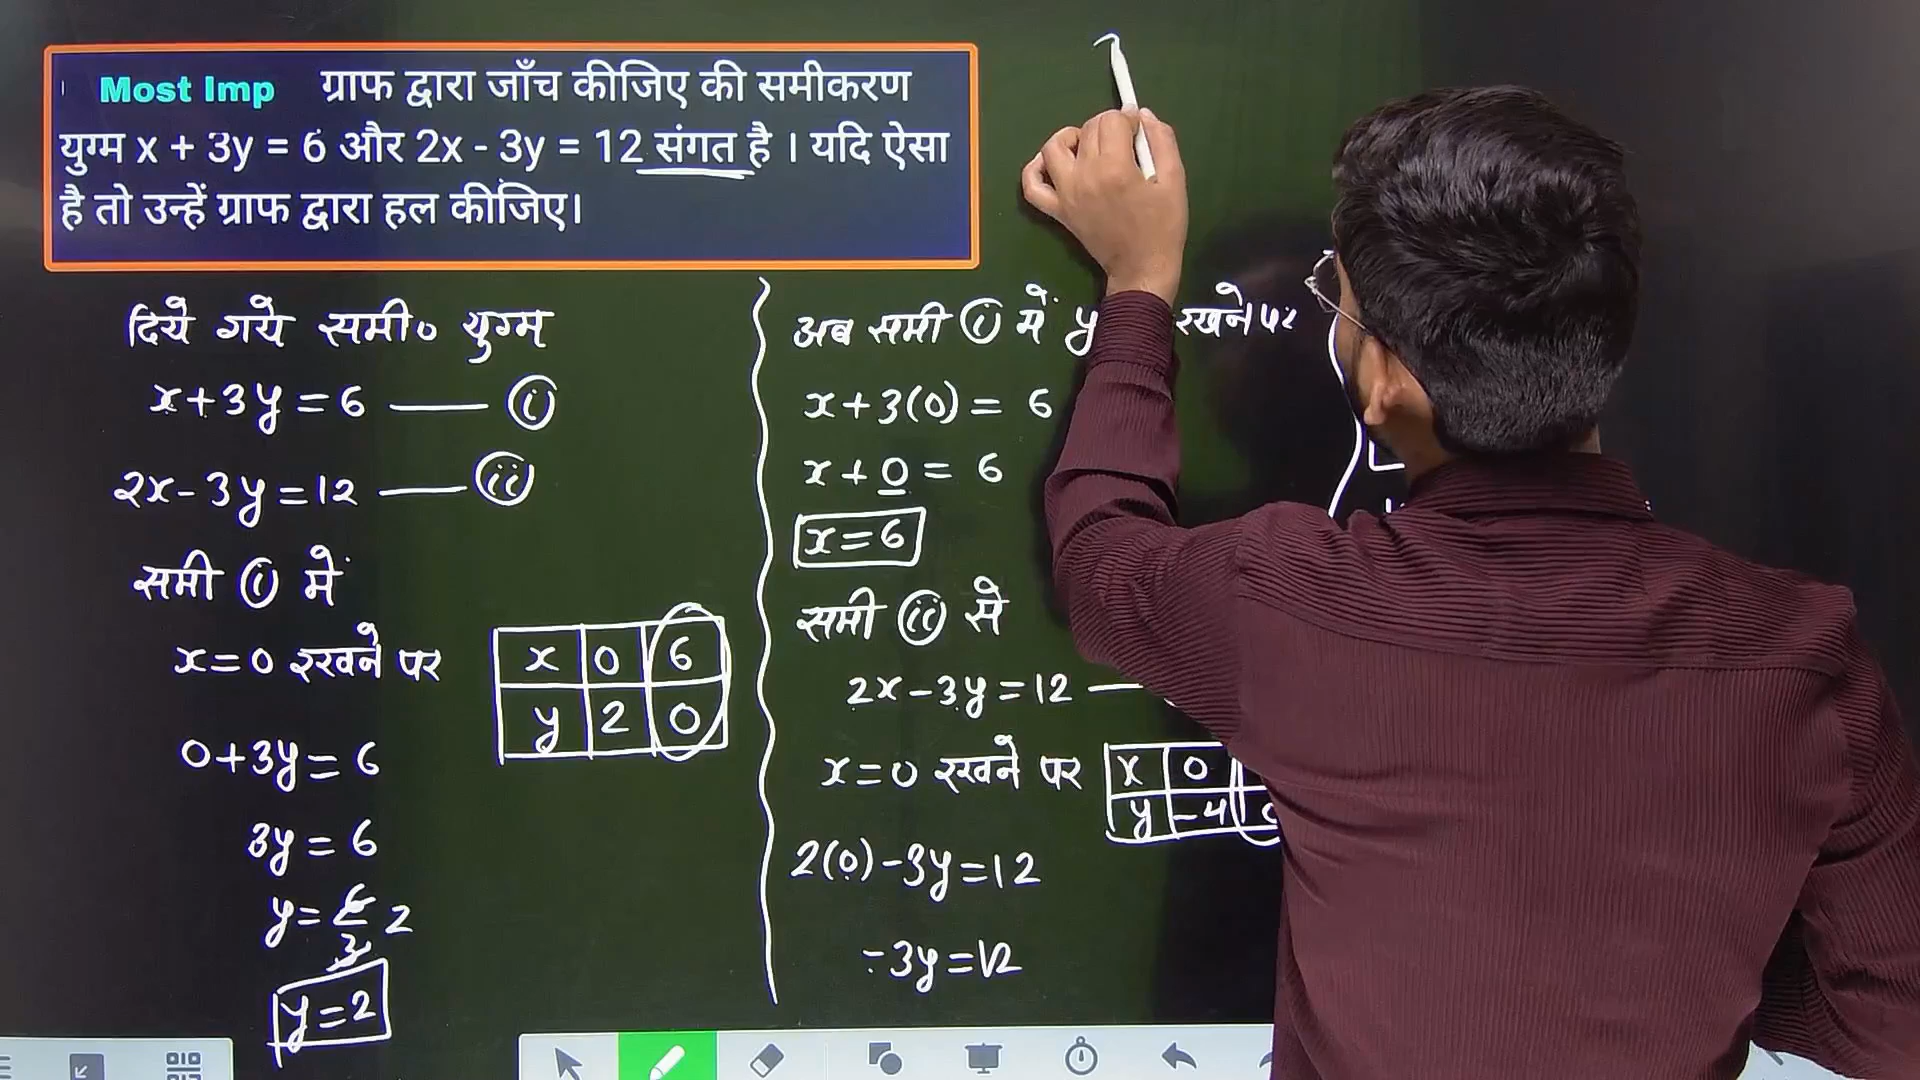 Most Imp ग्राफ द्वारा जाँच कीजिए की समीकरण
युग्म x + 3y = 6 और 2x - 3y = 12 संगत है । यदि ऐसा
है तो उन्हें ग्राफ द्वारा हल कीजिए।
दिये गये समी० युग्म
x+3y=6 —— (i)
2x-3y=12 —— (ii)
समी (i) में
x=0 रखने पर
0+3y=6
3y=6
y=6/3 2
y=2
x 0 6
y 2 0
अब समी (i) में y रखने पर
x+3(0)= 6
x+0= 6
x=6
समी (ii) से
2x-3y=12 —
x=0 रखने पर
x 0
y -4
2(0)-3y=12
-3y=12